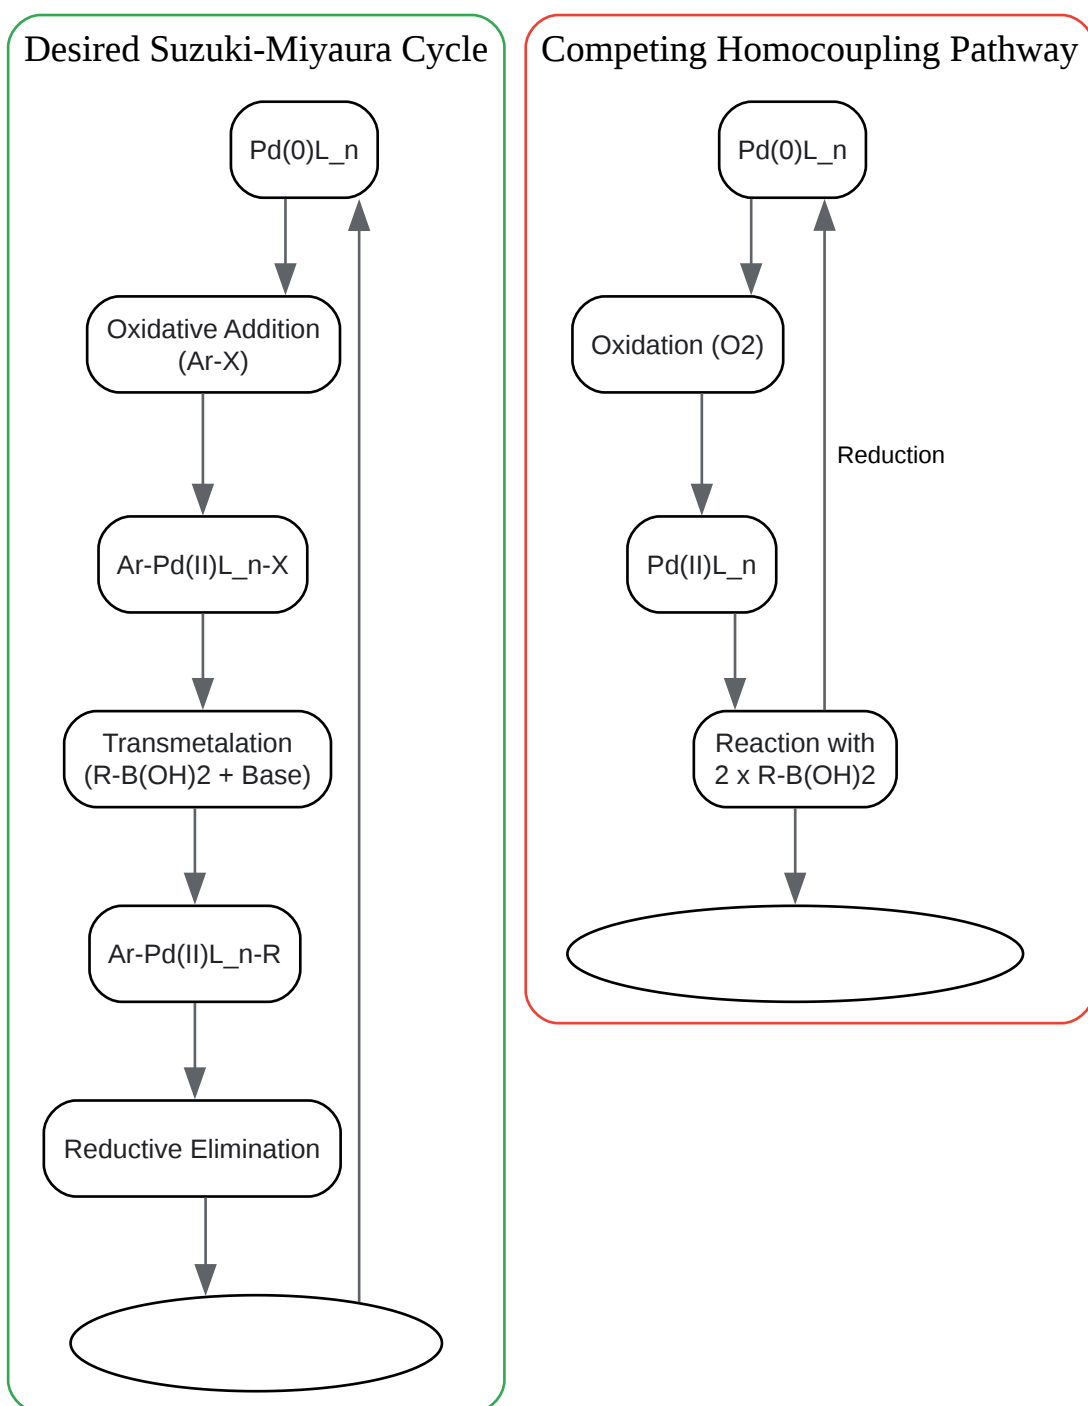 Desired Suzuki-Miyaura Cycle
Pd(0)L_n
Oxidative Addition
(Ar-X)
Ar-Pd(II)L_n-X
Transmetalation
(R-B(OH)2 + Base)
Ar-Pd(II)L_n-R
Reductive Elimination
Competing Homocoupling Pathway
Pd(0)L_n
Oxidation (O2)
Reduction
Pd(II)L_n
Reaction with
2 x R-B(OH)2